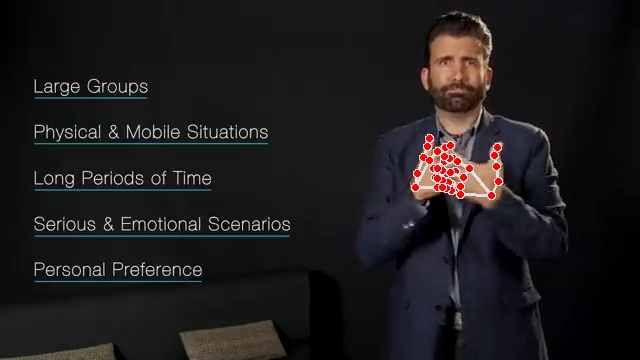 Large Groups
Physical & Mobile Situations
Long Periods of Time
Serious & Emotional Scenarios
Personal Preference